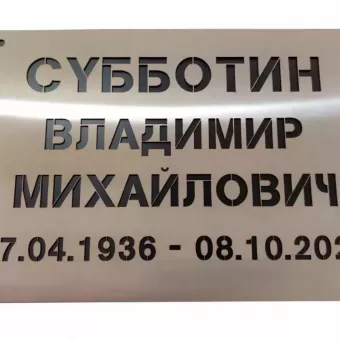 СУББОТИН
ВЛАДИМИР
МИХАЙЛОВИЧ
7.04.1936 - 08.10.202